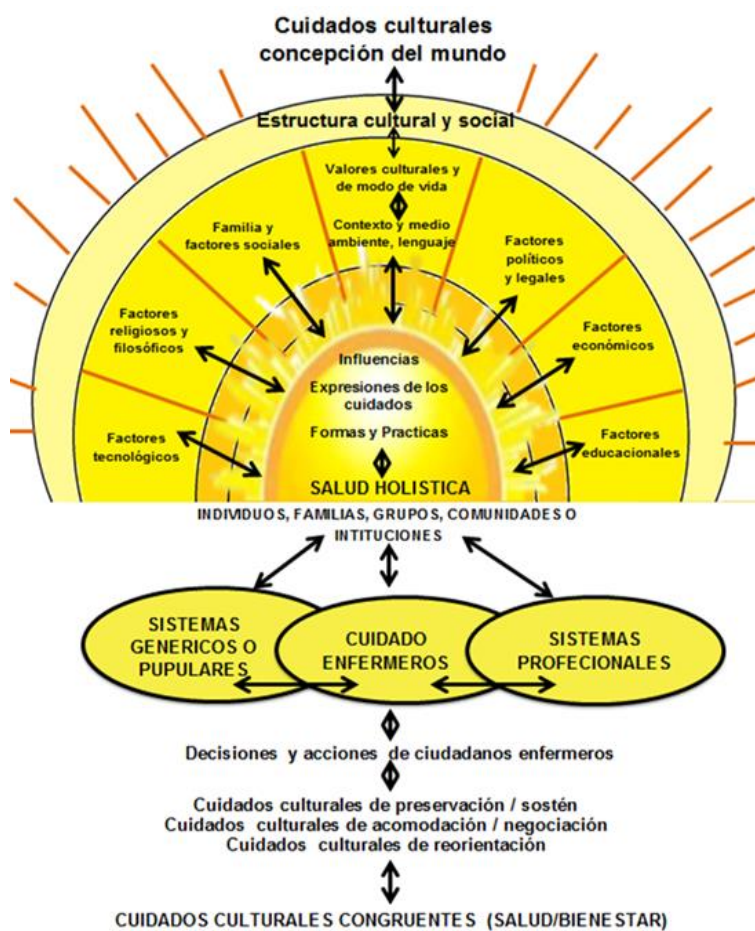 Cuidados culturales
concepción del mundo
Estructura cultural y social
Valores culturales y
de modo de vida
Contexto y medio
ambiente, lenguaje
Familia y
factores sociales
Factores
políticos
y legales
Factores
religiosos y
filosóficos
Factores
económicos
Factores
tecnológicos
Factores
educacionales
Influencias
Expresiones de los
cuidados
Formas y Practicas
SALUD HOLISTICA
INDIVIDUOS, FAMILIAS, GRUPOS, COMUNIDADES O
INTITUCIONES
SISTEMAS
GENERICOS O
PUPULARES
CUIDADO
ENFERMEROS
SISTEMAS
PROFECIONALES
Decisiones y acciones de ciudadanos enfermeros
Cuidados culturales de preservación / sostén
Cuidados culturales de acomodación / negociación
Cuidados culturales de reorientación
CUIDADOS CULTURALES CONGRUENTES (SALUD/BIENESTAR)